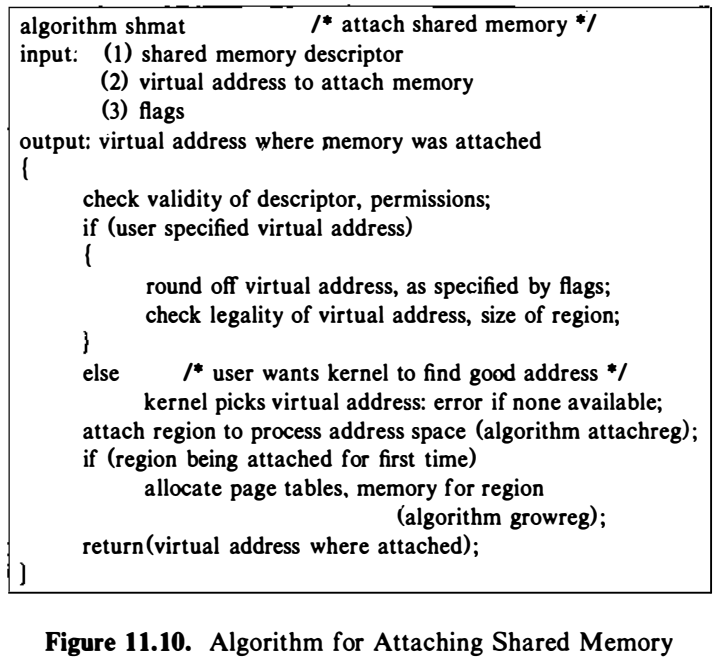 algorithm shmat /* attach shared memory */
input: (1) shared memory descriptor
(2) virtual address to attach memory
(3) flags
output: virtual address where memory was attached
{
check validity of descriptor, permissions;
if (user specified virtual address)
{
round off virtual address, as specified by flags;
check legality of virtual address, size of region;
}
else /* user wants kernel to find good address */
kernel picks virtual address: error if none available;
attach region to process address space (algorithm attachreg);
if (region being attached for first time)
allocate page tables, memory for region
(algorithm growreg);
return(virtual address where attached);
}
Figure 11.10. Algorithm for Attaching Shared Memory